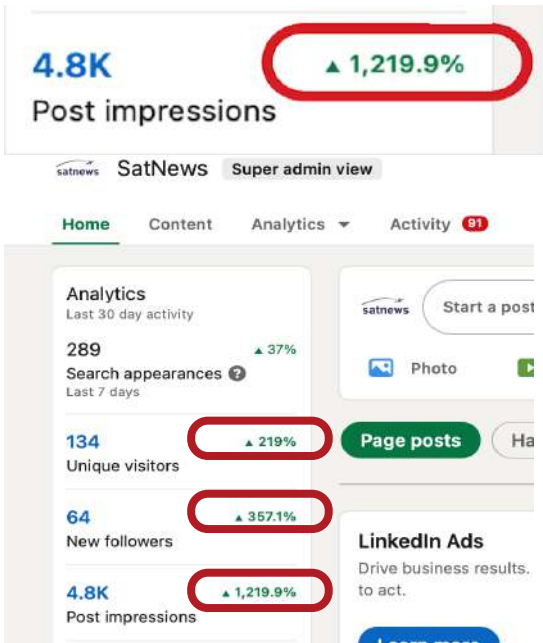 4.8K ▲ 1,219.9%
Post impressions
satnews SatNews Super admin view
Home Content Analytics ▼ Activity 91
Analytics
Last 30 day activity
289 ▲ 37%
Search appearances ?
Last 7 days
134 ▲ 219%
Unique visitors
64 ▲ 357.1%
New followers
4.8K ▲ 1,219.9%
Post impressions
satnews Start a post
Photo
Page posts Ha
LinkedIn Ads
Drive business results.
to act.
Learn more